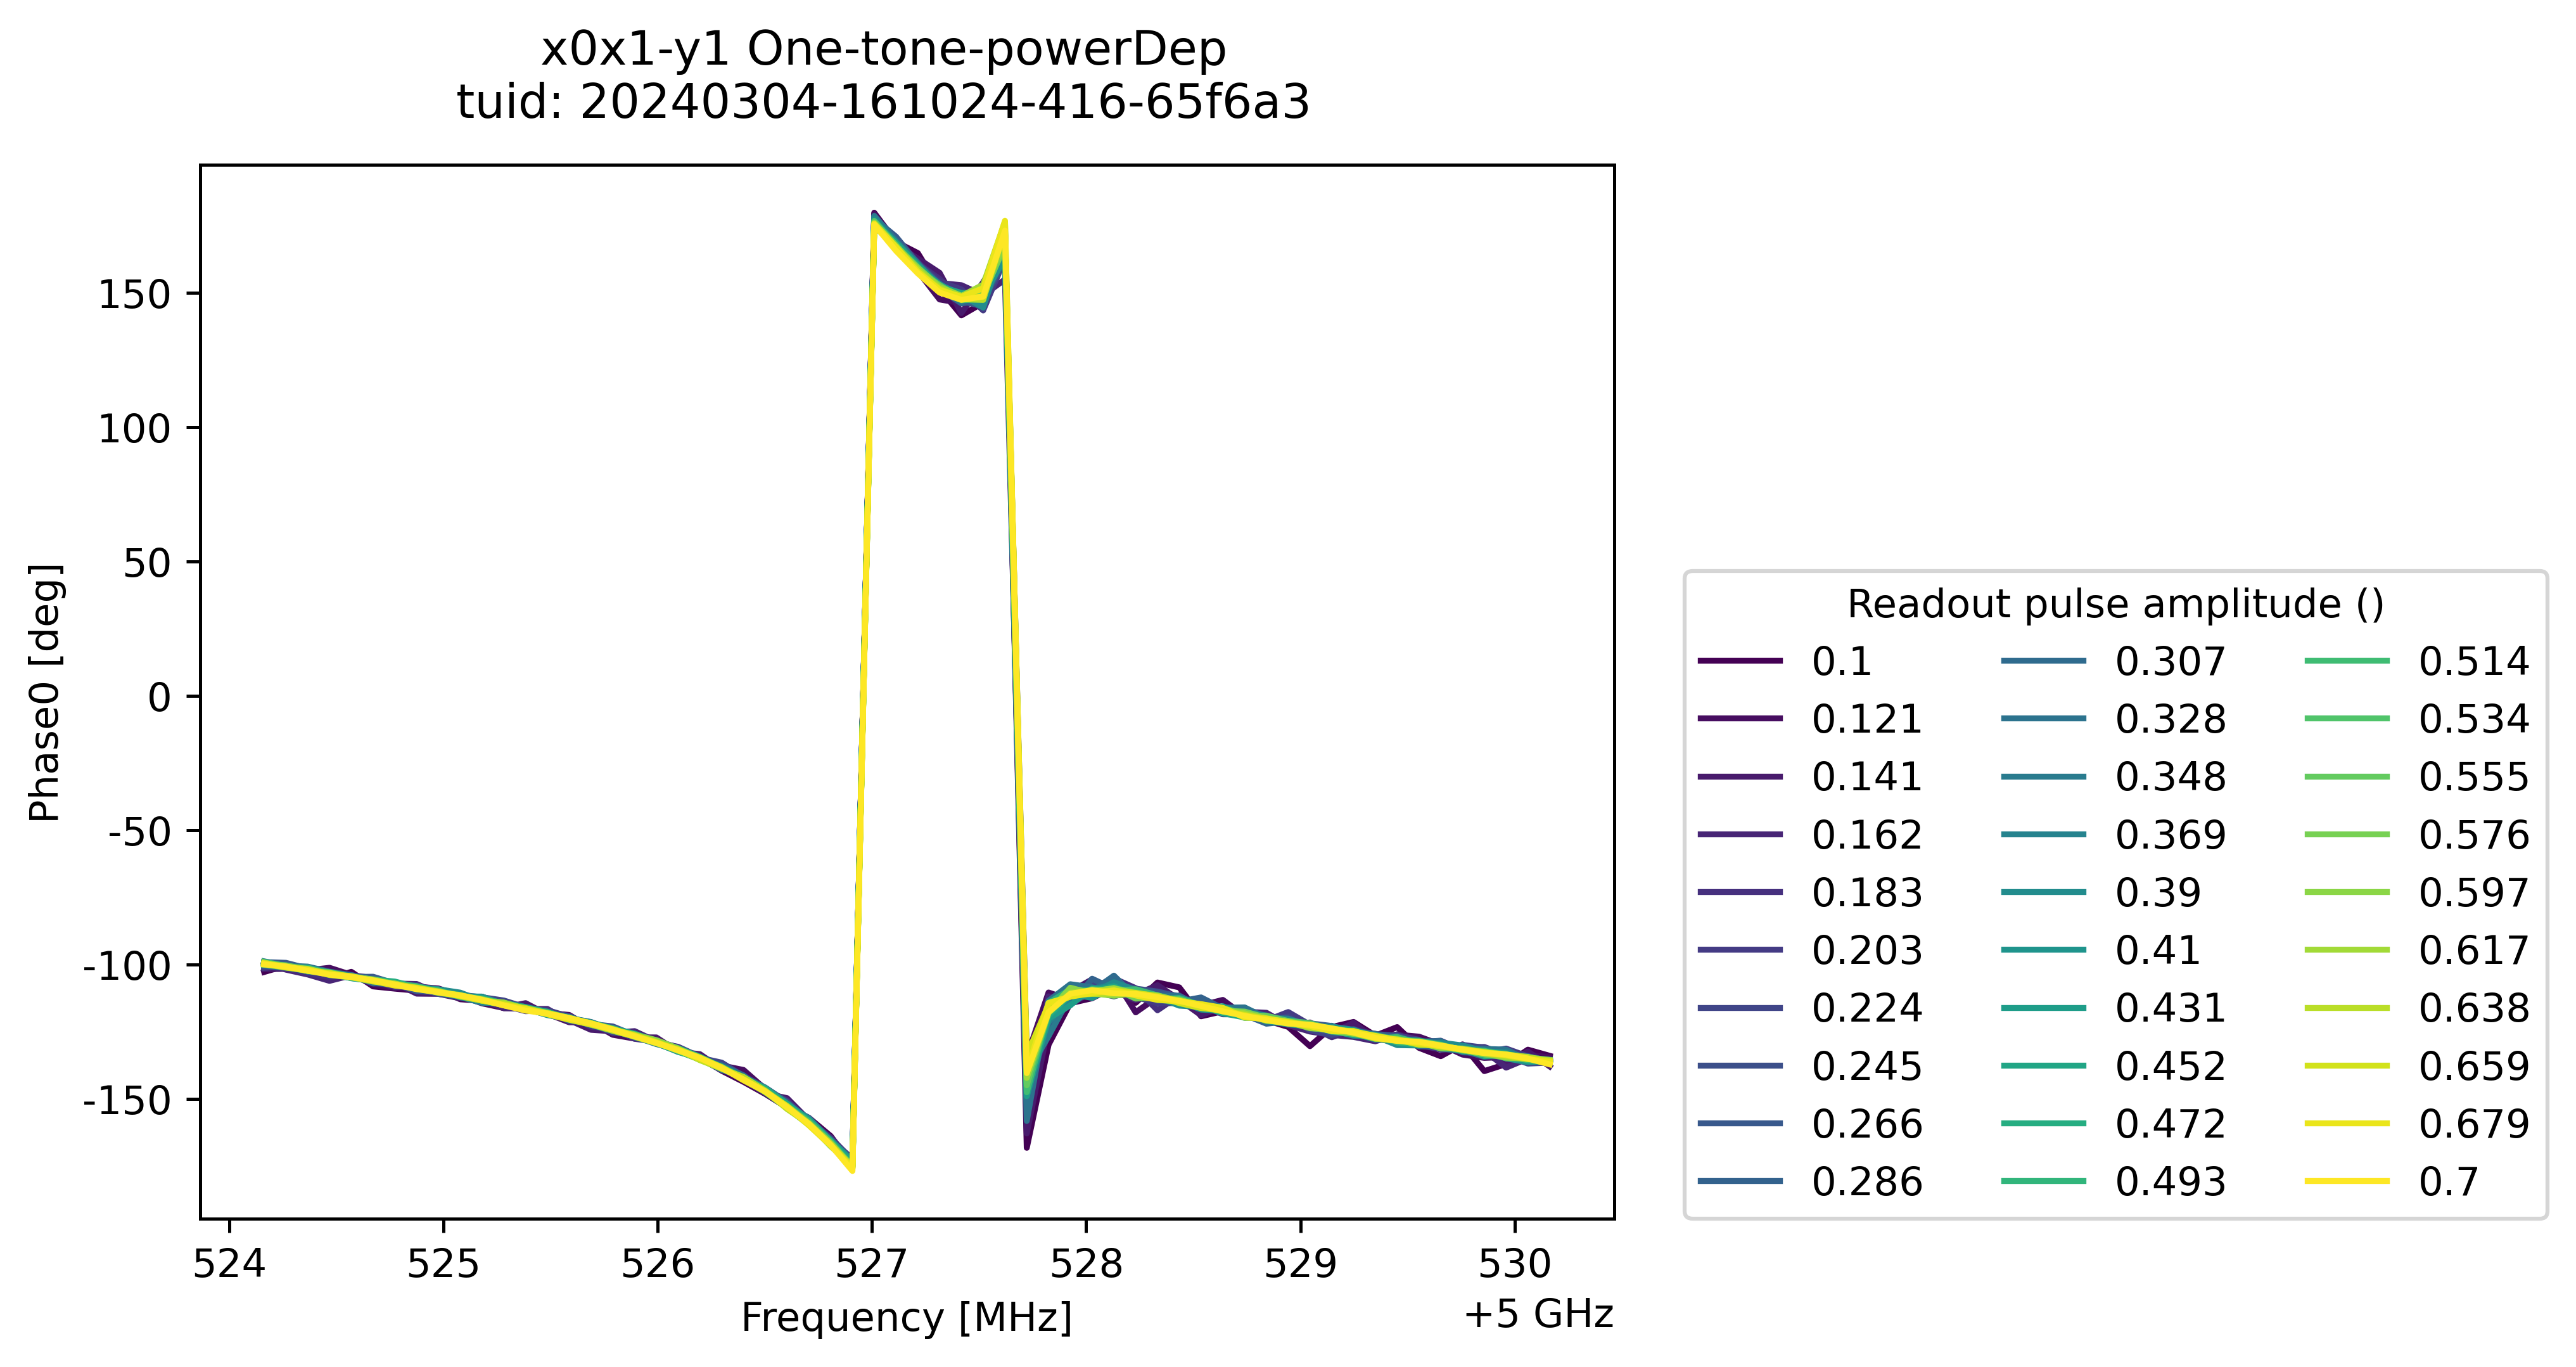 x0x1-y1 One-tone-powerDep
tuid: 20240304-161024-416-65f6a3
Phase0 [deg]
150
100
50
0
-50
-100
-150
524 525 526 527 528 529 530
Frequency [MHz]
+5 GHz
Readout pulse amplitude ()
0.1 0.307 0.514
0.121 0.328 0.534
0.141 0.348 0.555
0.162 0.369 0.576
0.183 0.39 0.597
0.203 0.41 0.617
0.224 0.431 0.638
0.245 0.452 0.659
0.266 0.472 0.679
0.286 0.493 0.7